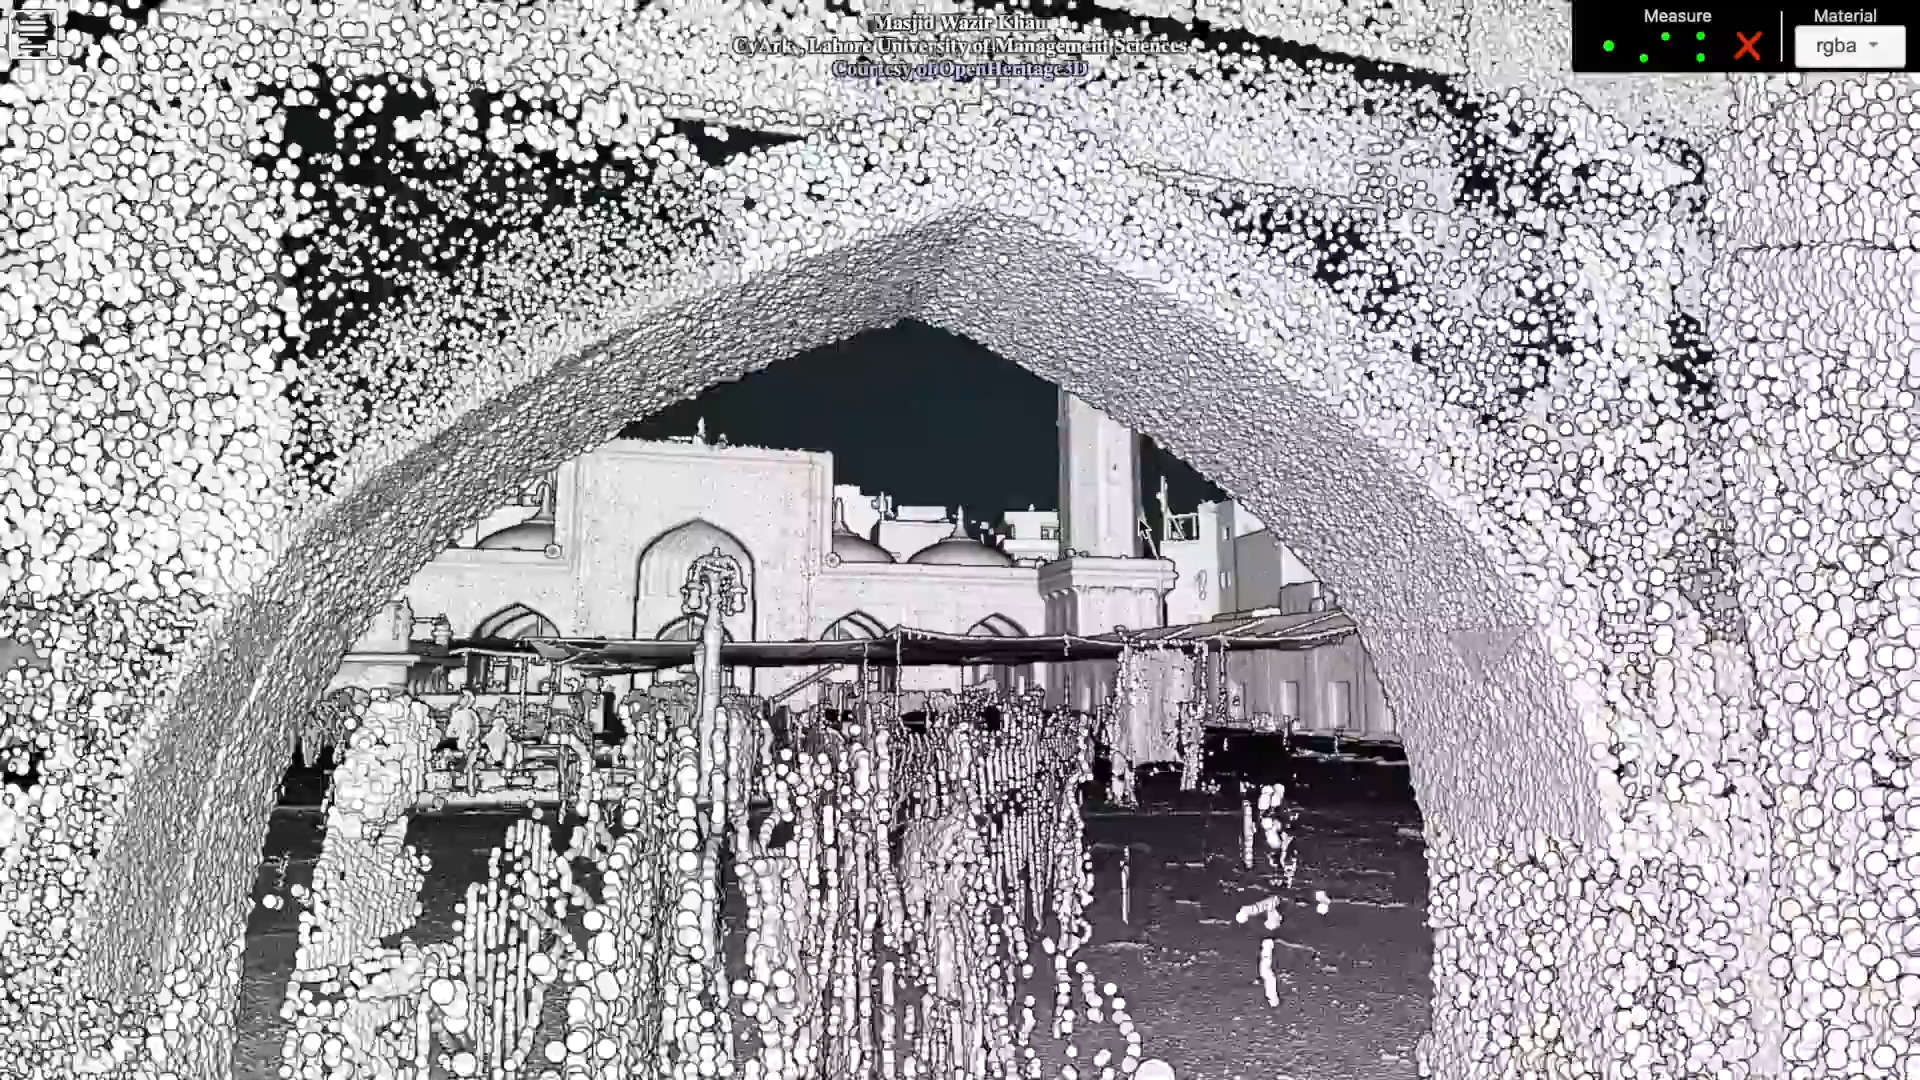 Masjid Wazir Khan
CyArk , Lahore University of Management Sciences
Courtesy of OpenHeritage3D
Measure
Material
rgba